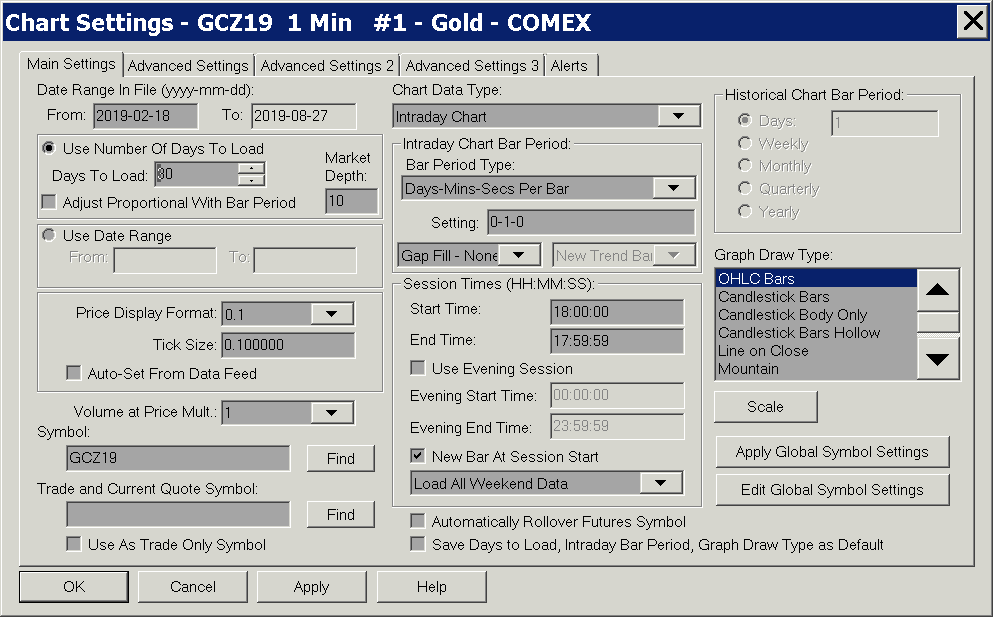 Chart Settings - GCZ19 1 Min #1 - Gold - COMEX
Main Settings
Advanced Settings
Advanced Settings 2
Advanced Settings 3
Alerts
Date Range In File (yyyy-mm-dd):
From: 2019-02-18 To: 2019-08-27
Use Number Of Days To Load
Days To Load: 30
Market
Depth:
10
Adjust Proportional With Bar Period
Use Date Range
From: To:
Price Display Format: 0.1
Tick Size: 0.100000
Auto-Set From Data Feed
Volume at Price Mult.: 1
Symbol:
GCZ19 Find
Trade and Current Quote Symbol:
Find
Use As Trade Only Symbol
Chart Data Type:
Intraday Chart
Intraday Chart Bar Period:
Bar Period Type:
Days-Mins-Secs Per Bar
Setting: 0-1-0
Gap Fill - None
New Trend Bar
Session Times (HH:MM:SS):
Start Time: 18:00:00
End Time: 17:59:59
Use Evening Session
Evening Start Time: 00:00:00
Evening End Time: 23:59:59
New Bar At Session Start
Load All Weekend Data
Automatically Rollover Futures Symbol
Save Days to Load, Intraday Bar Period, Graph Draw Type as Default
Historical Chart Bar Period:
Days: 1
Weekly
Monthly
Quarterly
Yearly
Graph Draw Type:
OHLC Bars
Candlestick Bars
Candlestick Body Only
Candlestick Bars Hollow
Line on Close
Mountain
Scale
Apply Global Symbol Settings
Edit Global Symbol Settings
OK
Cancel
Apply
Help